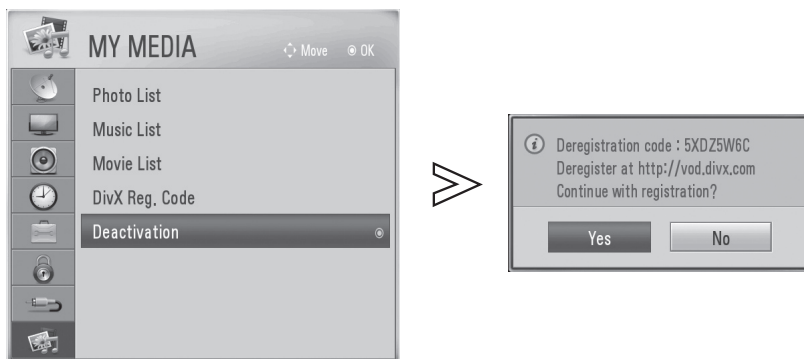 MY MEDIA
Move OK
Photo List
Music List
Movie List
DivX Reg. Code
Deactivation
Deregistration code : 5XDZ5W6C
Deregister at http://vod.divx.com
Continue with registration?
Yes No